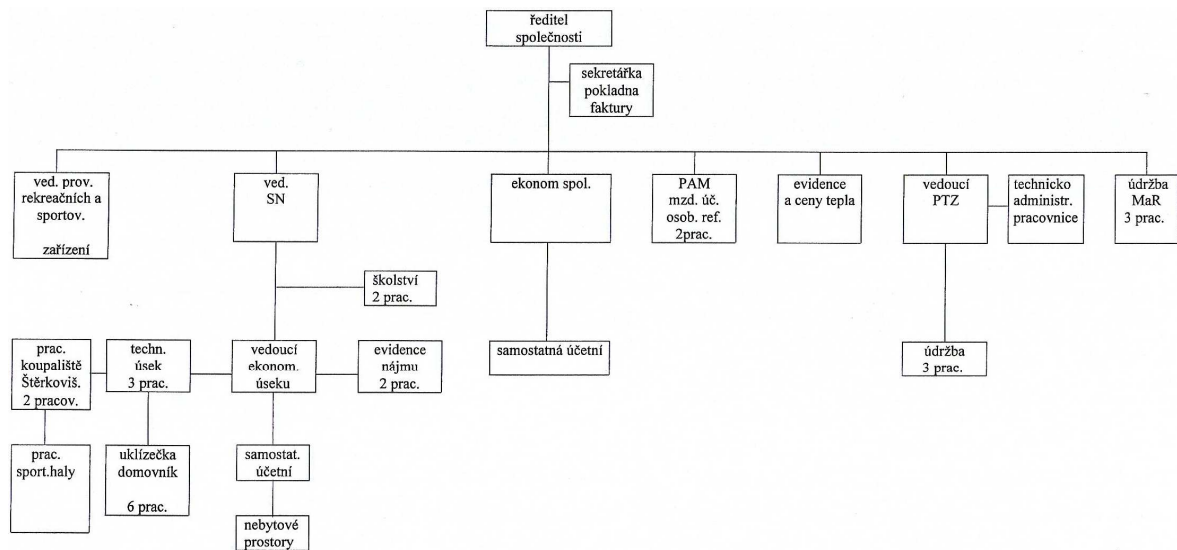 ředitel
společnosti
sekretářka
pokladna
faktury
ved. prov.
rekreačních a
sportov.
zařízení
ved.
SN
ekonom spol.
PAM
mzd. úč.
osob. ref.
2prac.
evidence
a ceny tepla
vedoucí
PTZ
technicko
administr.
pracovnice
údržba
MaR
3 prac.
školství
2 prac.
prac.
koupaliště
Štěrkoviš.
2 pracov.
techn.
úsek
3 prac.
vedoucí
ekonom.
úseku
evidence
nájmu
2 prac.
samostatná účetní
údržba
3 prac.
prac.
sport.haly
uklízečka
domovník
6 prac.
samostat.
účetní
nebytové
prostory